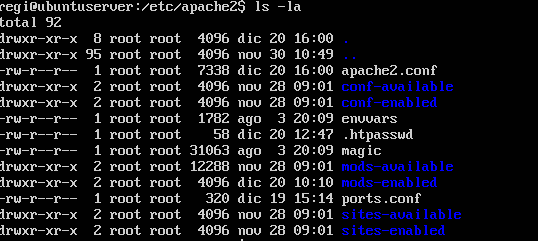 regi@ubuntuserver:/etc/apache2$ ls -la
total 92
drwxr-xr-x  8 root root  4096 dic 20 16:00 .
drwxr-xr-x 95 root root  4096 nov 30 10:49 ..
-rw-r--r--  1 root root  7338 dic 20 16:00 apache2.conf
drwxr-xr-x  2 root root  4096 nov 28 09:01 conf-available
drwxr-xr-x  2 root root  4096 nov 28 09:01 conf-enabled
-rw-r--r--  1 root root  1782 ago  3 20:09 envvars
-rw-r--r--  1 root root    58 dic 20 12:47 .htpasswd
-rw-r--r--  1 root root 31063 ago  3 20:09 magic
drwxr-xr-x  2 root root 12288 nov 28 09:01 mods-available
drwxr-xr-x  2 root root  4096 dic 20 10:10 mods-enabled
-rw-r--r--  1 root root   320 dic 19 15:14 ports.conf
drwxr-xr-x  2 root root  4096 nov 28 09:01 sites-available
drwxr-xr-x  2 root root  4096 nov 28 09:01 sites-enabled